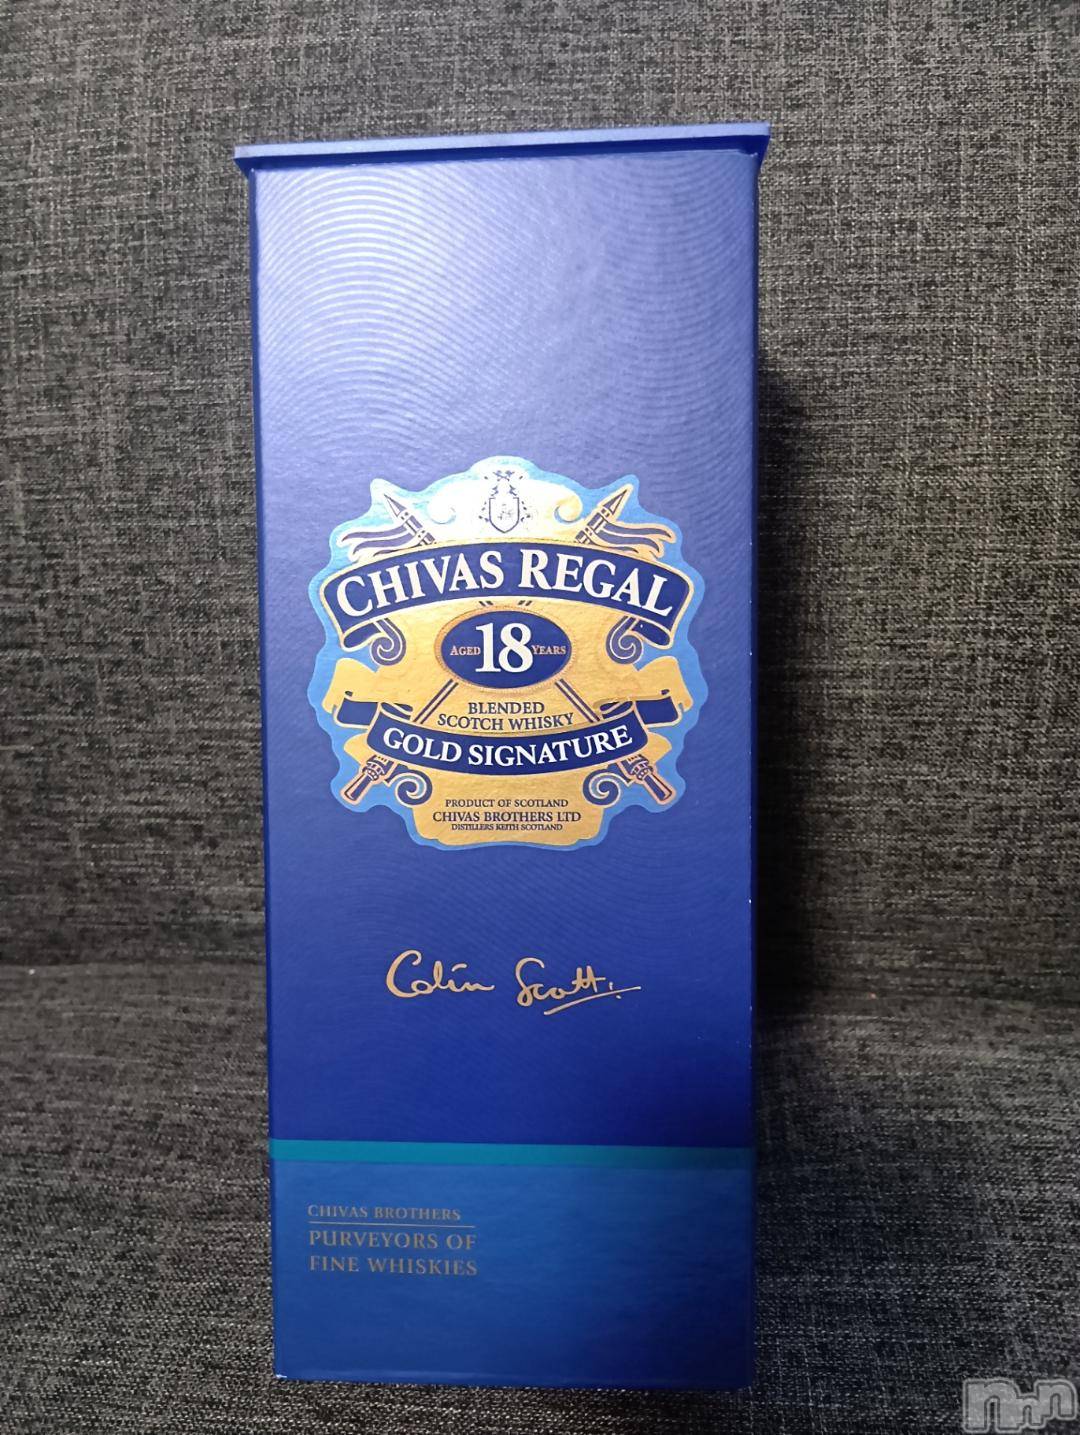 CHIVAS REGAL
AGED 18 YEARS
BLENDED
SCOTCH WHISKY
GOLD SIGNATURE
PRODUCT OF SCOTLAND
CHIVAS BROTHERS LTD
DISTILLERS KEITH SCOTLAND
Colin Scott
CHIVAS BROTHERS
PURVEYORS OF
FINE WHISKIES
nnn